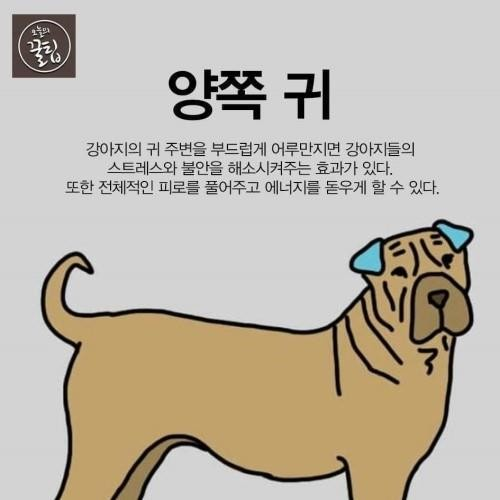 오늘의
꿀팁
양쪽 귀
강아지의 귀 주변을 부드럽게 어루만지면 강아지들의
스트레스와 불안을 해소시켜주는 효과가 있다.
또한 전체적인 피로를 풀어주고 에너지를 돋우게 할 수 있다.